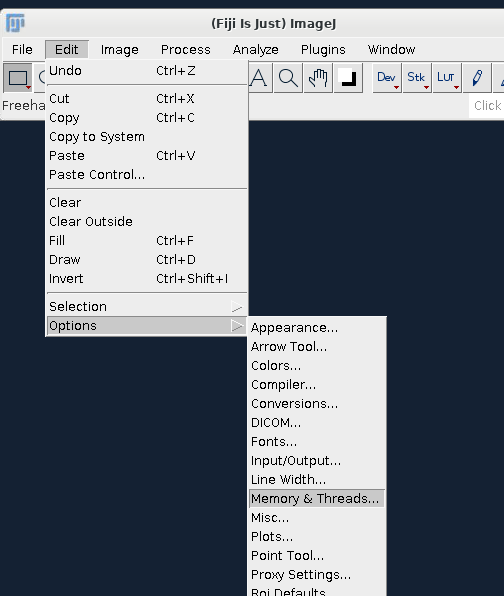 (Fiji Is Just) ImageJ
File Edit Image Process Analyze Plugins Window
Undo Ctrl+Z
A Dev Stk LUT
Cut Ctrl+X
Freeha
Click
Copy Ctrl+C
Copy to System
Paste Ctrl+V
Paste Control...
Clear
Clear Outside
Fill Ctrl+F
Draw Ctrl+D
Invert Ctrl+Shift+I
Selection
Options
Appearance...
Arrow Tool...
Colors...
Compiler...
Conversions...
DICOM...
Fonts...
Input/Output...
Line Width...
Memory & Threads...
Misc...
Plots...
Point Tool...
Proxy Settings...
Roi Defaults...